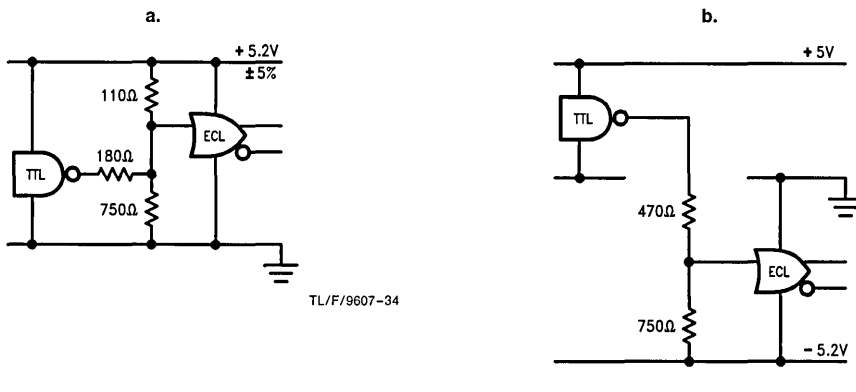 a.
+5.2V
±5%
110Ω
ECL
180Ω
TTL
750Ω
TL/F/9607-34
b.
+5V
TTL
470Ω
ECL
750Ω
-5.2V